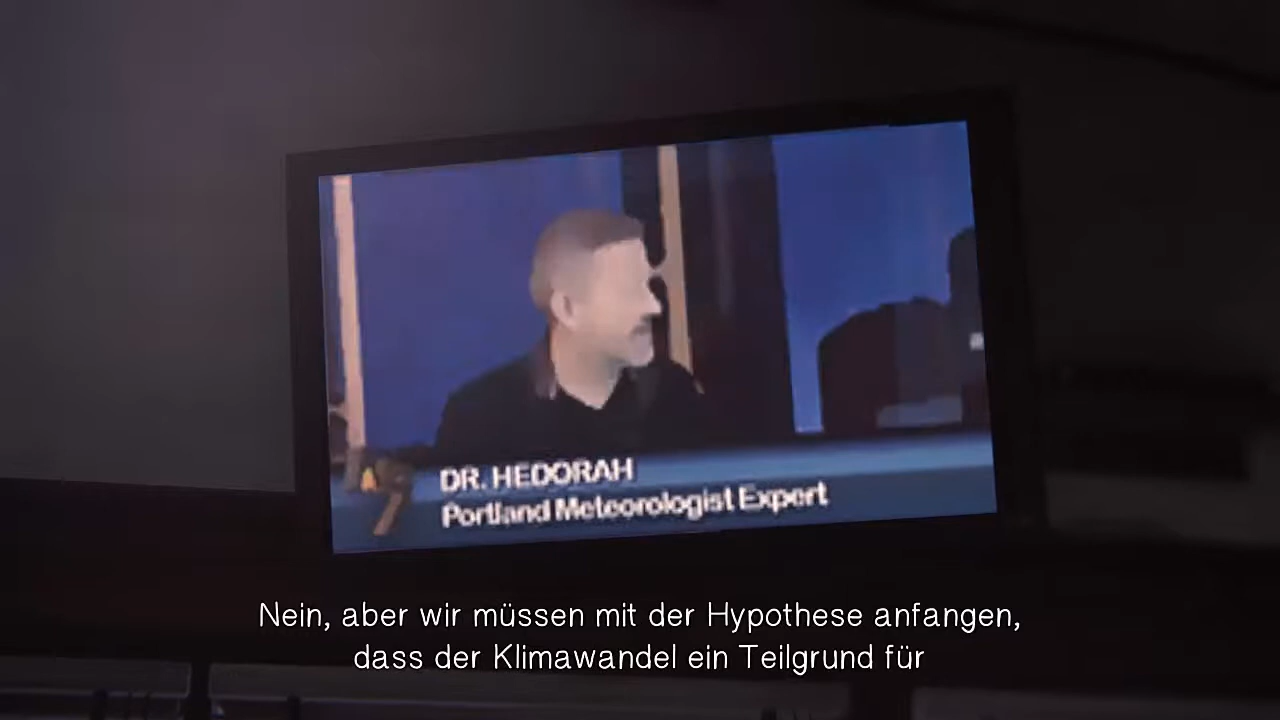 DR. HEDORAH
Portland Meteorologist Expert
Nein, aber wir müssen mit der Hypothese anfangen,
dass der Klimawandel ein Teilgrund für